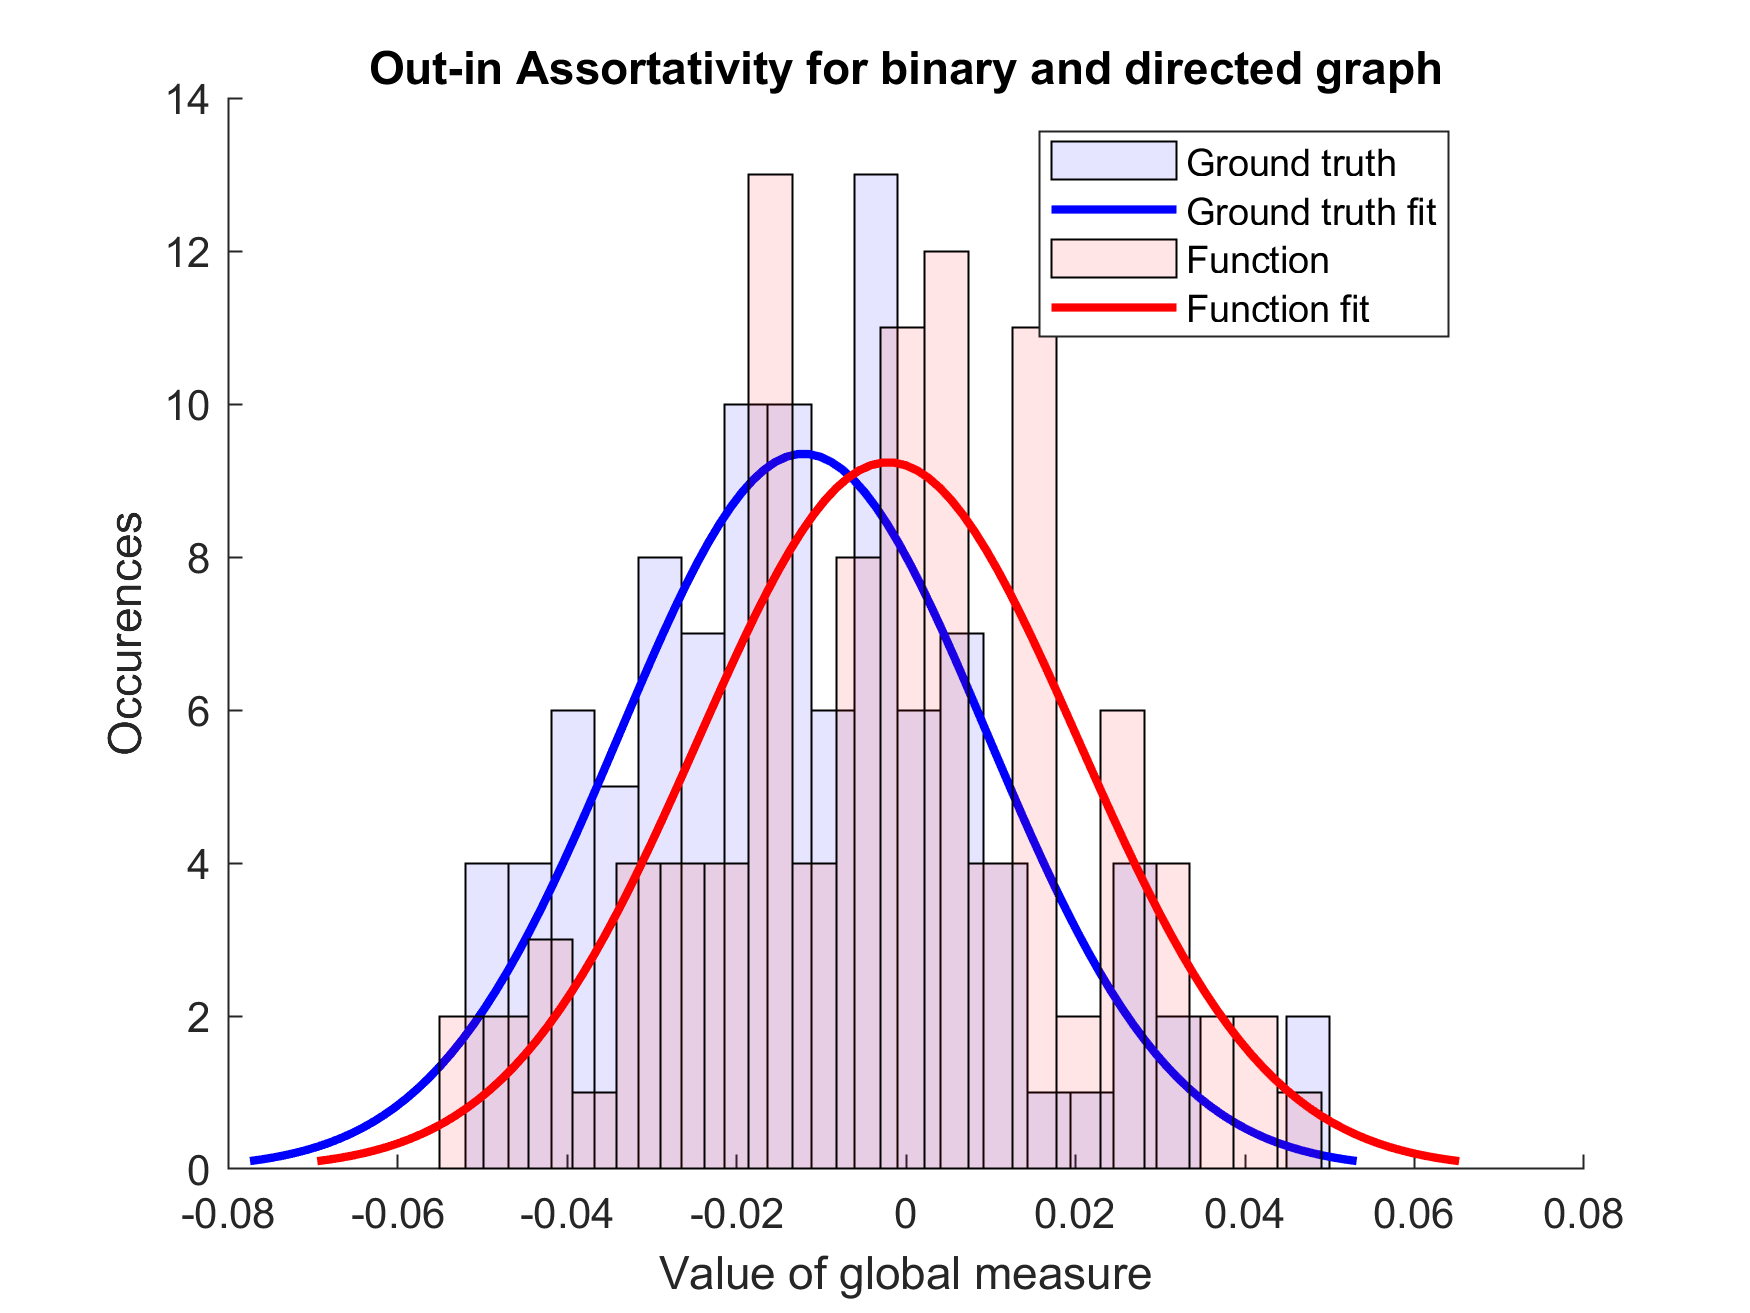 Out-in Assortativity for binary and directed graph
14
12
10
8
6
4
2
0
Occurences
Ground truth
Ground truth fit
Function
Function fit
-0.08 -0.06 -0.04 -0.02 0 0.02 0.04 0.06 0.08
Value of global measure